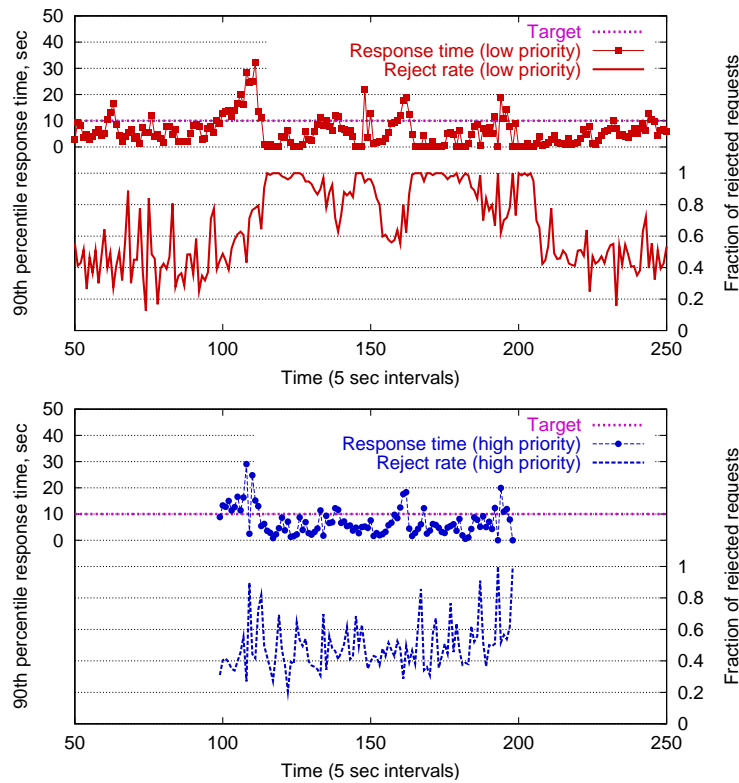 50
40
30
20
10
0
90th percentile response time, sec
Target
Response time (low priority)
Reject rate (low priority)
1
0.8
0.6
0.4
0.2
0
Fraction of rejected requests
50
100
150
200
250
Time (5 sec intervals)
50
40
30
20
10
0
90th percentile response time, sec
Target
Response time (high priority)
Reject rate (high priority)
1
0.8
0.6
0.4
0.2
0
Fraction of rejected requests
50
100
150
200
250
Time (5 sec intervals)